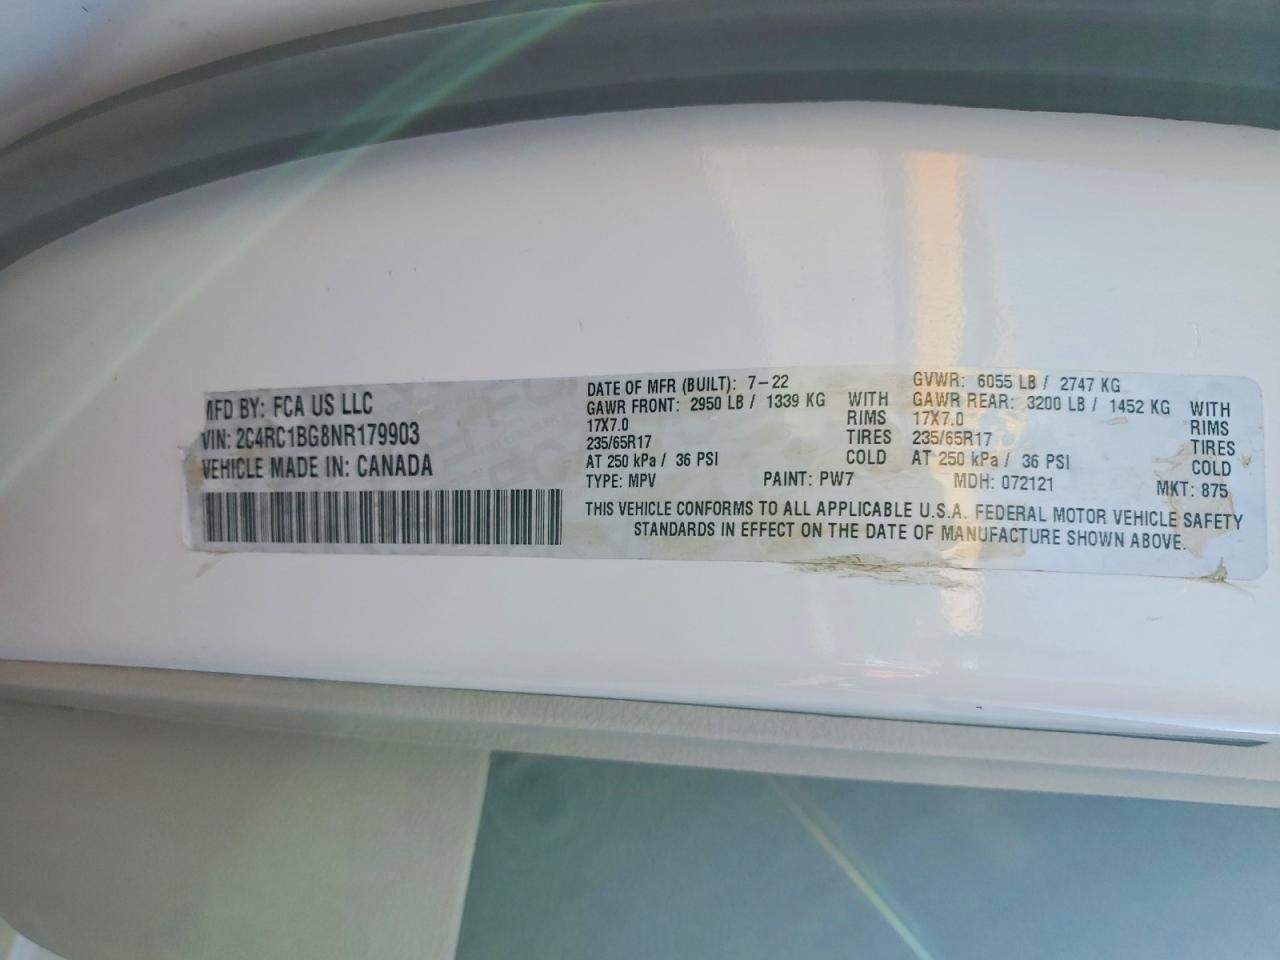 MFD BY: FCA US LLC
VIN: 2C4RC1BG8NR179903
VEHICLE MADE IN: CANADA
DATE OF MFR (BUILT): 7-22
GAWR FRONT: 2950 LB / 1339 KG WITH
17X7.0 RIMS
235/65R17 TIRES
AT 250 kPa / 36 PSI COLD
GVWR: 6055 LB / 2747 KG
GAWR REAR: 3200 LB / 1452 KG WITH
17X7.0 RIMS
235/65R17 TIRES
AT 250 kPa / 36 PSI COLD
TYPE: MPV PAINT: PW7 MDH: 072121 MKT: 875
THIS VEHICLE CONFORMS TO ALL APPLICABLE U.S.A. FEDERAL MOTOR VEHICLE SAFETY
STANDARDS IN EFFECT ON THE DATE OF MANUFACTURE SHOWN ABOVE.